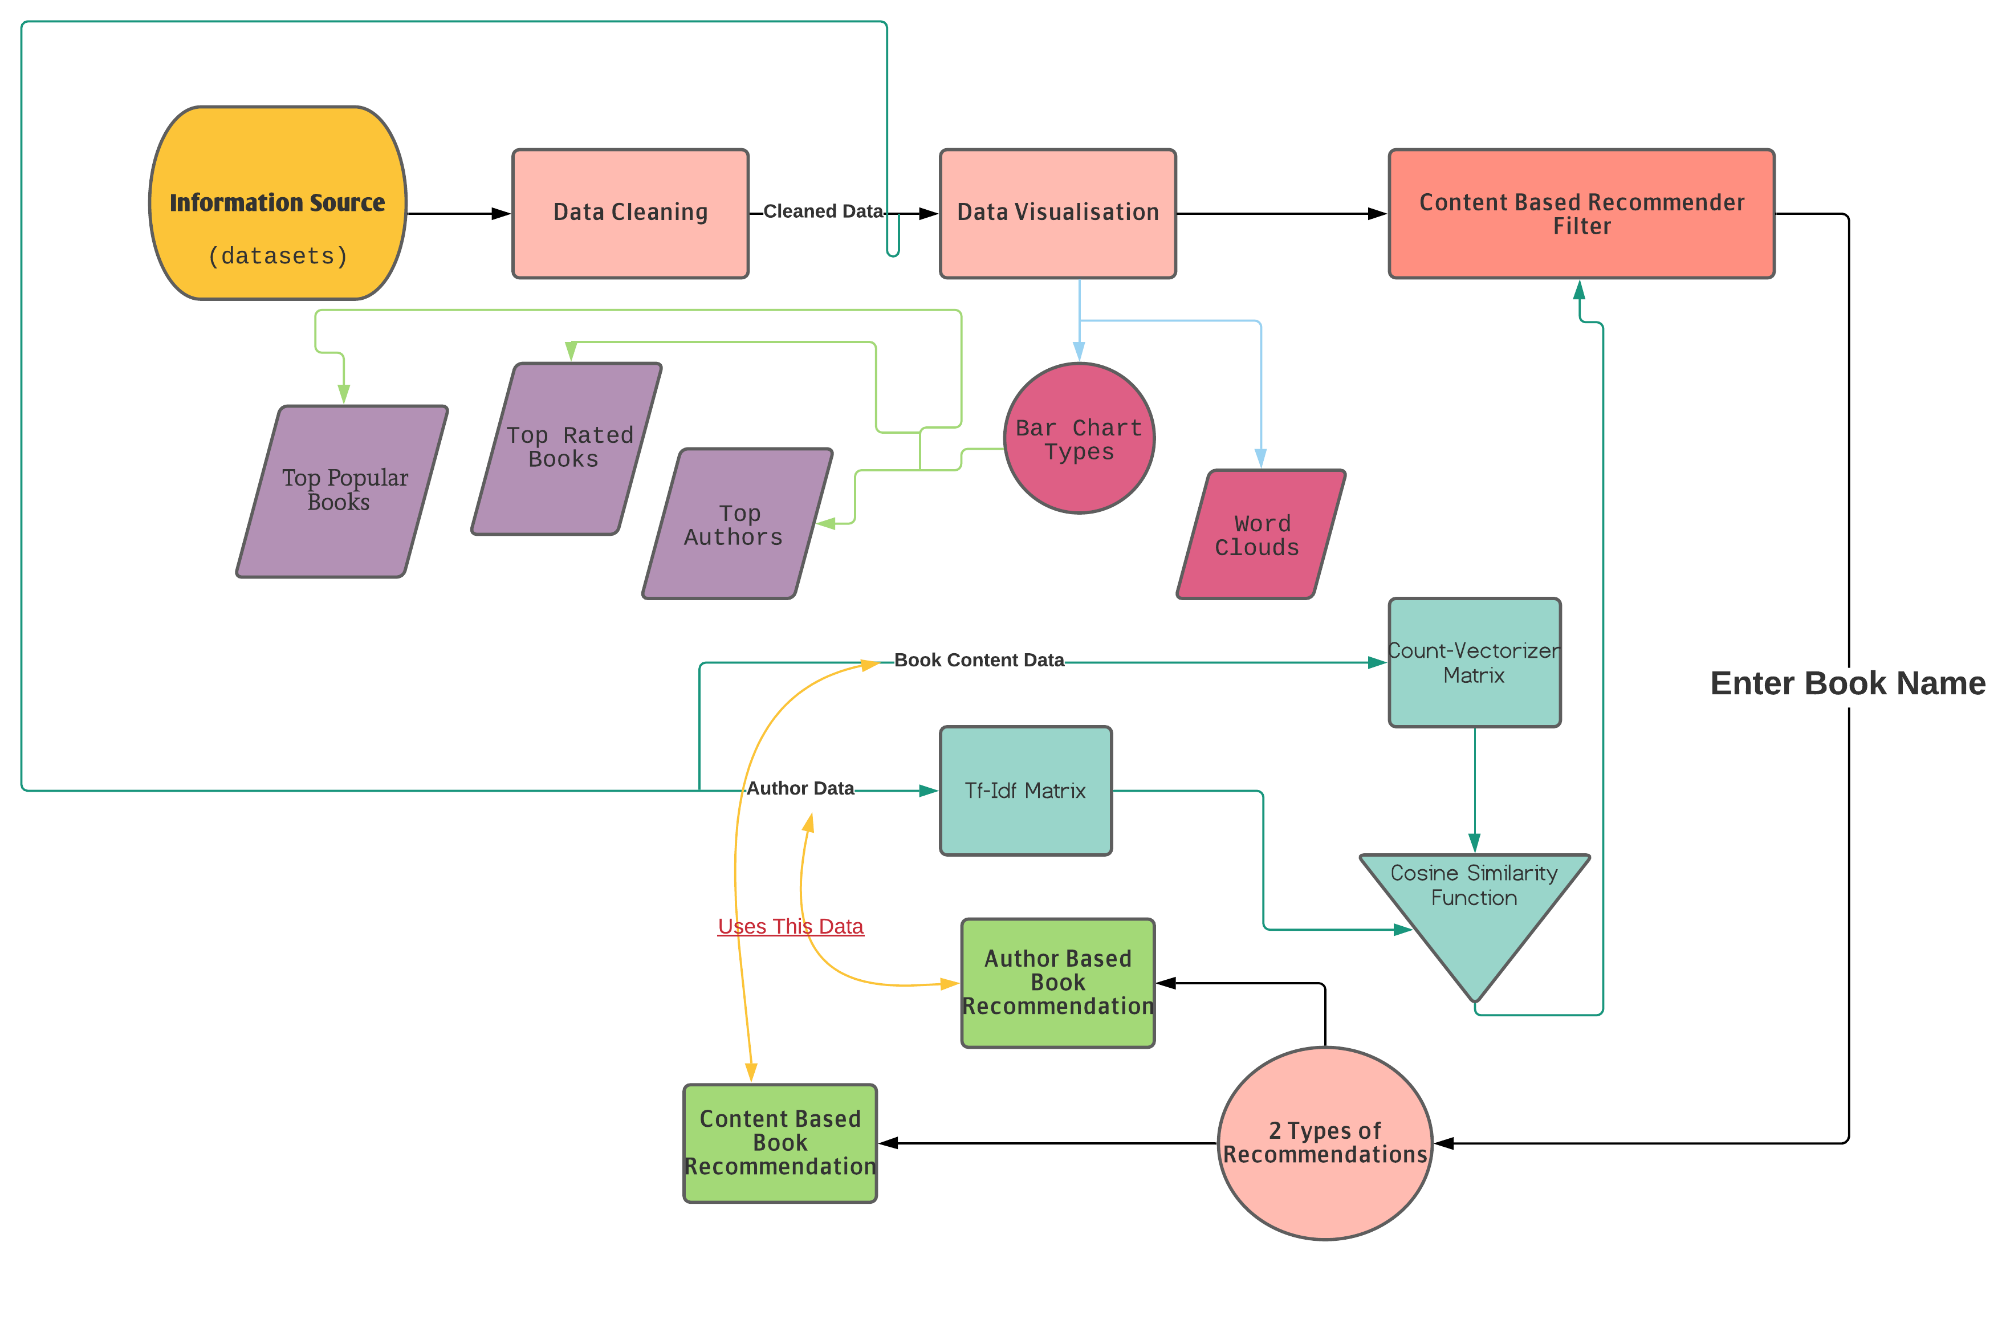 Information Source
(datasets)
Data Cleaning
Cleaned Data
Data Visualisation
Content Based Recommender
Filter
Top Popular
Books
Top Rated
Books
Top
Authors
Bar Chart
Types
Word
Clouds
Book Content Data
Count-Vectorizer
Matrix
Enter Book Name
Author Data
Tf-Idf Matrix
Cosine Similarity
Function
Uses This Data
Author Based
Book
Recommendation
Content Based
Book
Recommendation
2 Types of
Recommendations